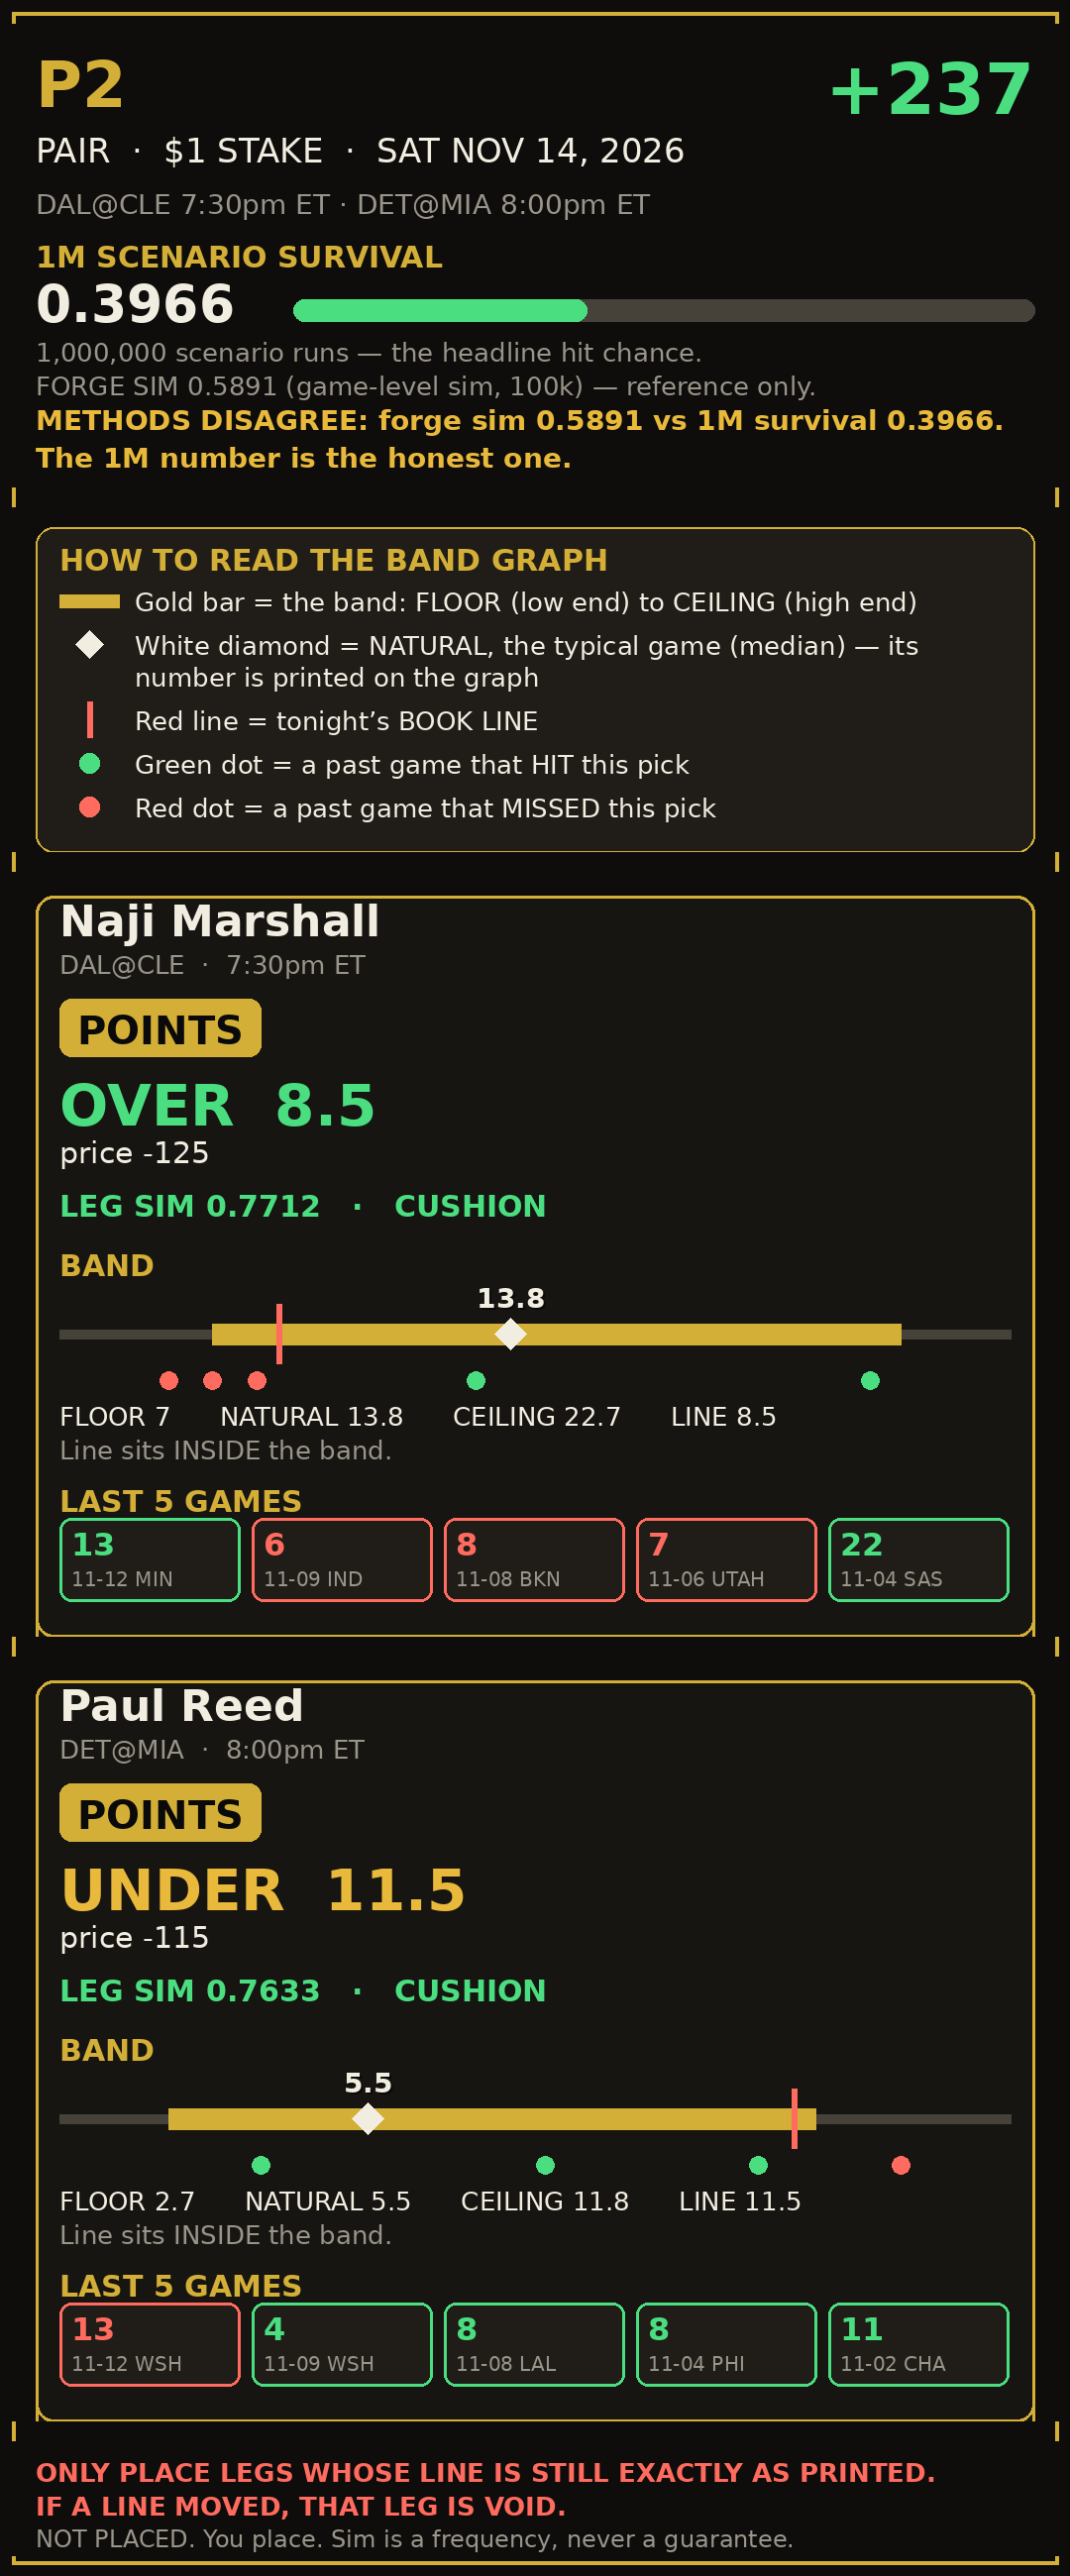 P2
+237
PAIR · $1 STAKE · SAT NOV 14, 2026
DAL@CLE 7:30pm ET · DET@MIA 8:00pm ET
1M SCENARIO SURVIVAL
0.3966
1,000,000 scenario runs — the headline hit chance.
FORGE SIM 0.5891 (game-level sim, 100k) — reference only.
METHODS DISAGREE: forge sim 0.5891 vs 1M survival 0.3966.
The 1M number is the honest one.
HOW TO READ THE BAND GRAPH
Gold bar = the band: FLOOR (low end) to CEILING (high end)
White diamond = NATURAL, the typical game (median) — its
number is printed on the graph
Red line = tonight’s BOOK LINE
Green dot = a past game that HIT this pick
Red dot = a past game that MISSED this pick
Naji Marshall
DAL@CLE · 7:30pm ET
POINTS
OVER 8.5
price -125
LEG SIM 0.7712 · CUSHION
BAND
13.8
FLOOR 7 NATURAL 13.8 CEILING 22.7 LINE 8.5
Line sits INSIDE the band.
LAST 5 GAMES
13 6 8 7 22
11-12 MIN 11-09 IND 11-08 BKN 11-06 UTAH 11-04 SAS
Paul Reed
DET@MIA · 8:00pm ET
POINTS
UNDER 11.5
price -115
LEG SIM 0.7633 · CUSHION
BAND
5.5
FLOOR 2.7 NATURAL 5.5 CEILING 11.8 LINE 11.5
Line sits INSIDE the band.
LAST 5 GAMES
13 4 8 8 11
11-12 WSH 11-09 WSH 11-08 LAL 11-04 PHI 11-02 CHA
ONLY PLACE LEGS WHOSE LINE IS STILL EXACTLY AS PRINTED.
IF A LINE MOVED, THAT LEG IS VOID.
NOT PLACED. You place. Sim is a frequency, never a guarantee.